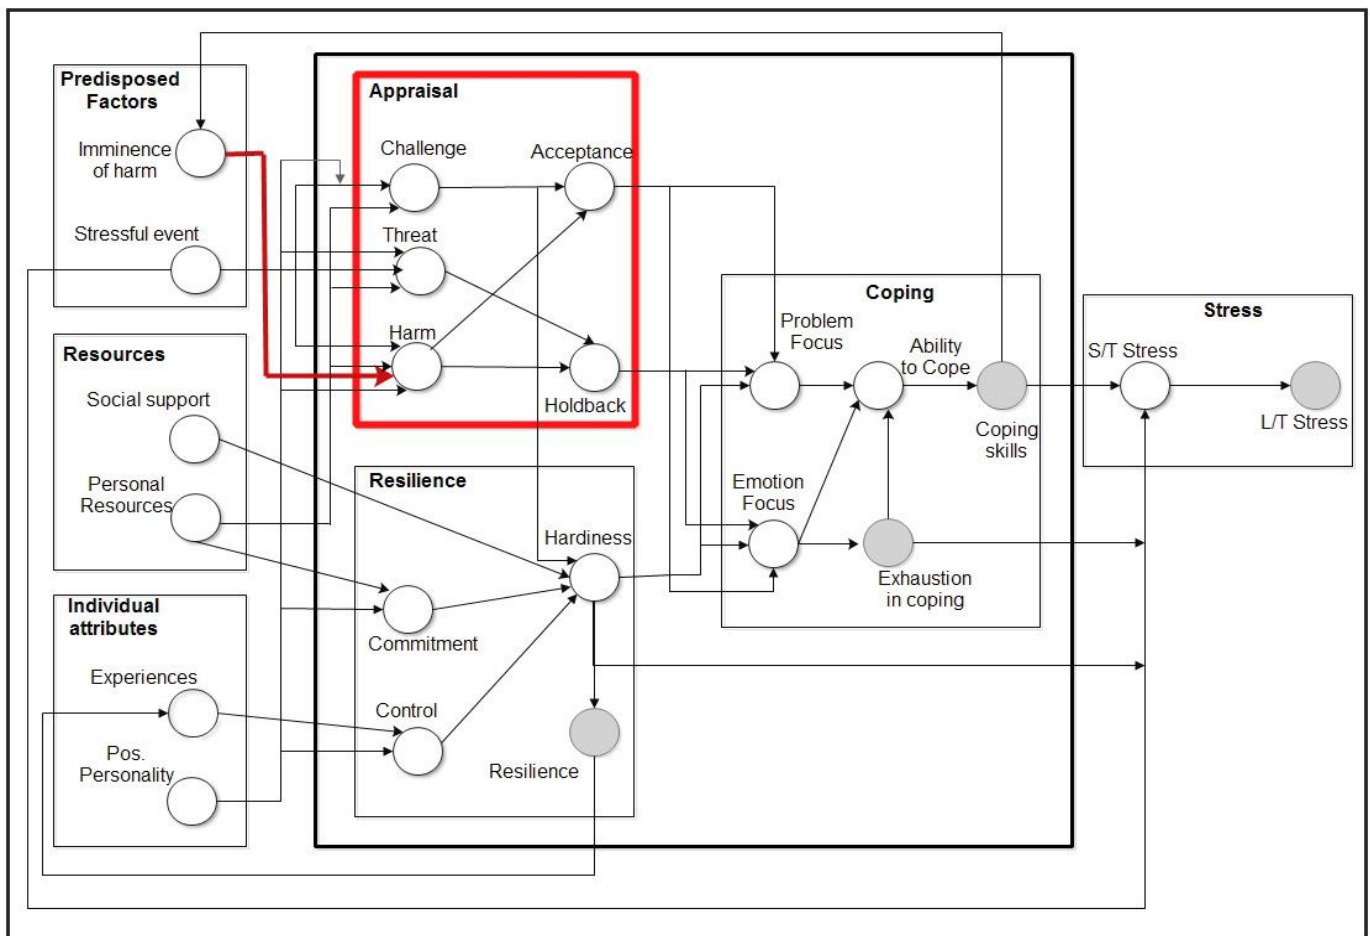 Predisposed
Factors
Imminence
of harm
Stressful event
Resources
Social support
Personal
Resources
Individual
attributes
Experiences
Pos.
Personality
Appraisal
Challenge
Acceptance
Threat
Harm
Holdback
Resilience
Hardiness
Commitment
Control
Resilience
Coping
Problem
Focus
Ability
to Cope
Coping
skills
Emotion
Focus
Exhaustion
in coping
Stress
S/T Stress
L/T Stress